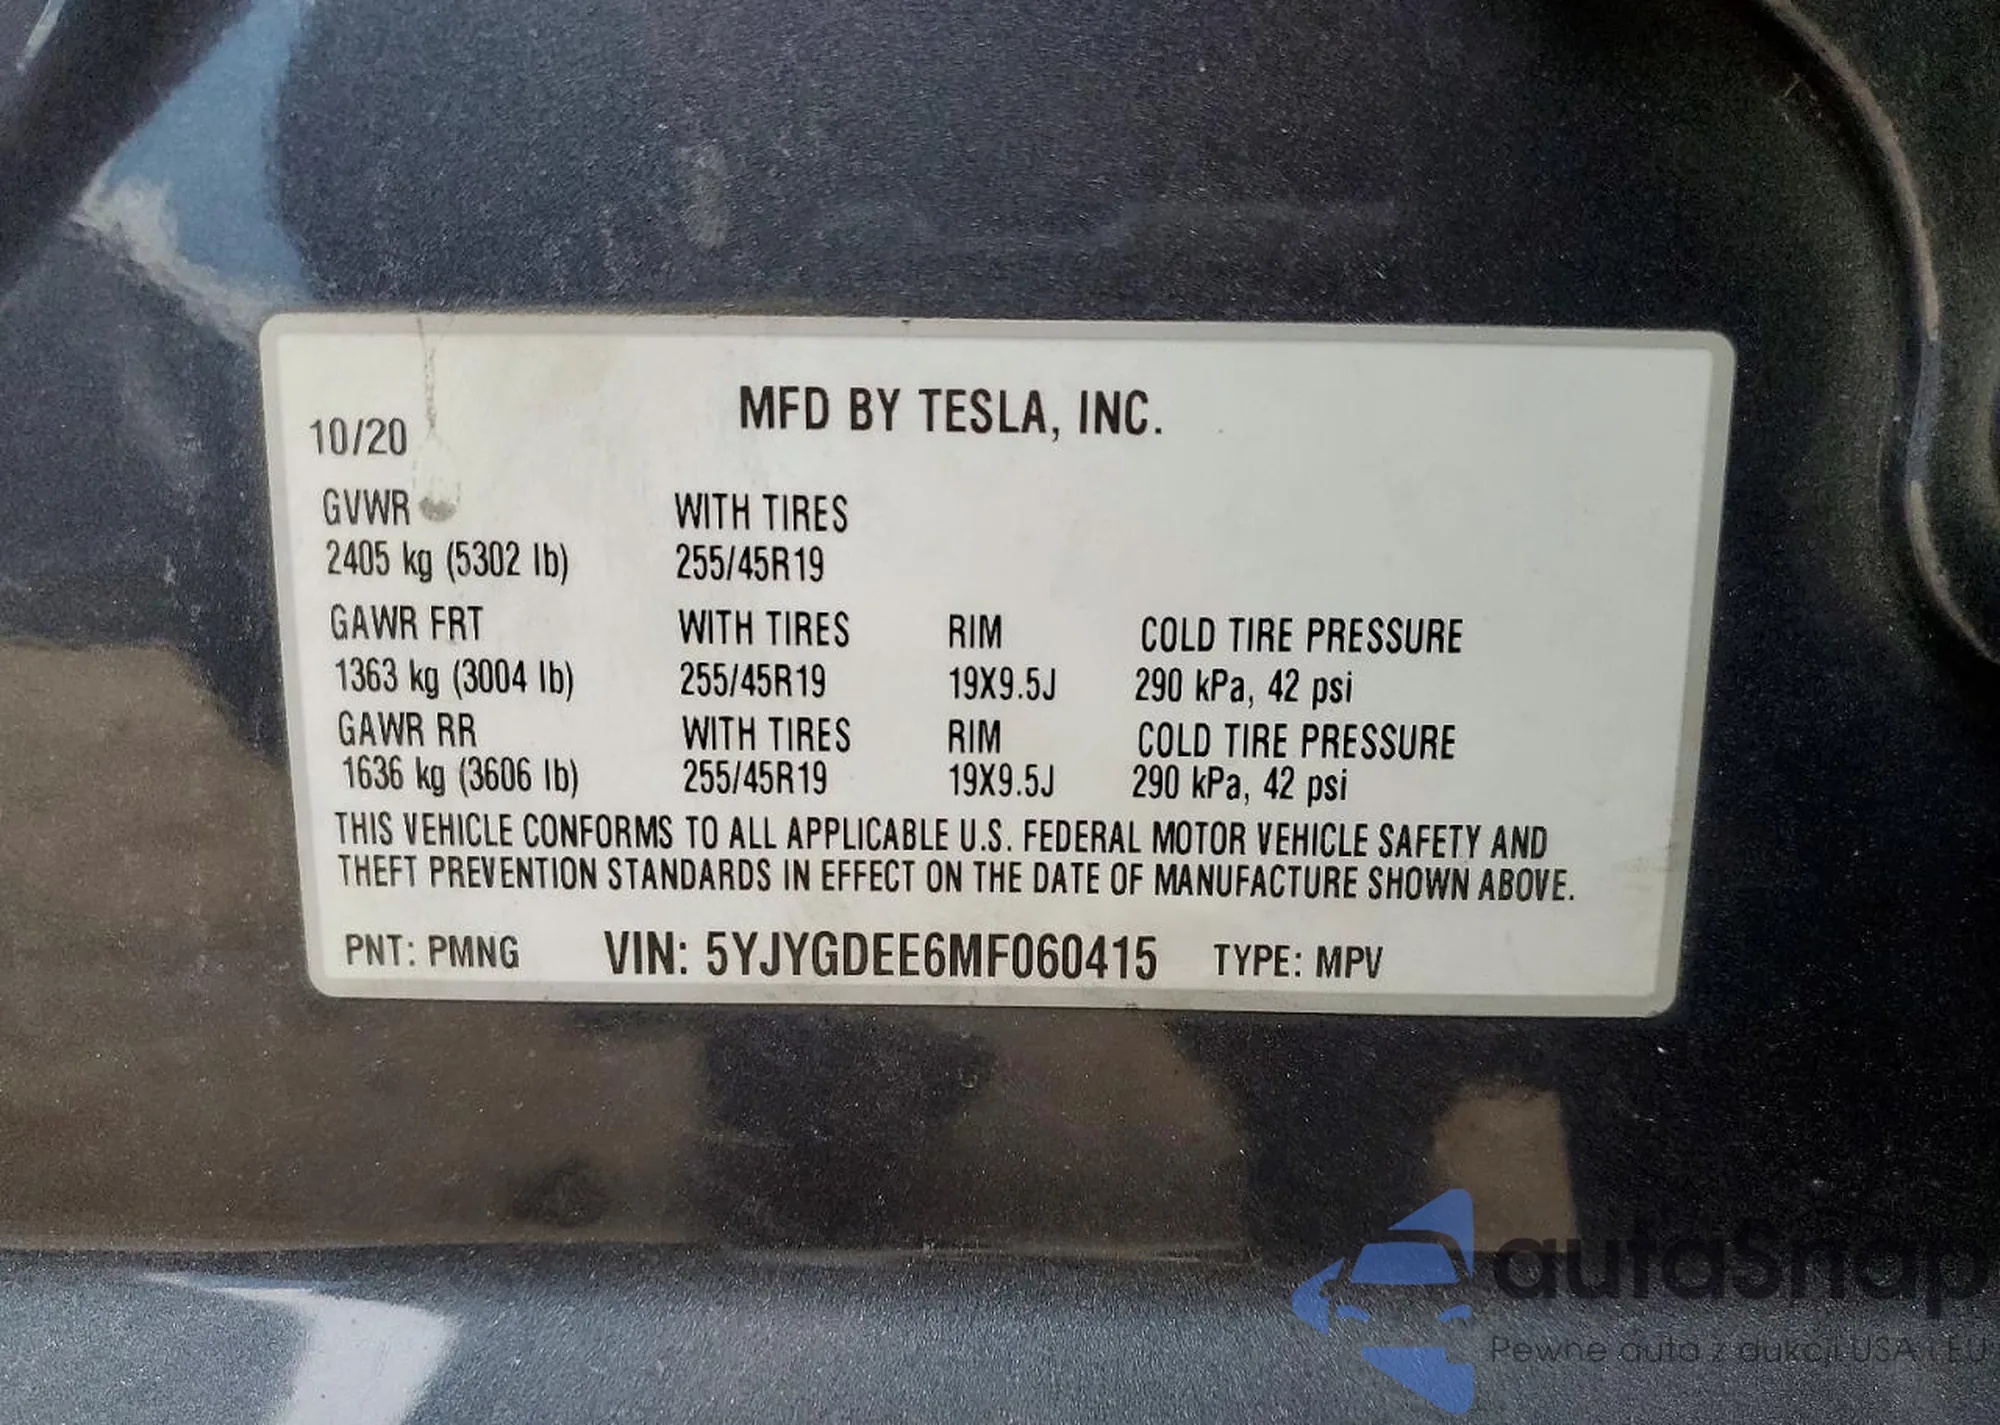 MFD BY TESLA, INC.
10/20
GVWR WITH TIRES
2405 kg (5302 lb) 255/45R19
GAWR FRT WITH TIRES RIM COLD TIRE PRESSURE
1363 kg (3004 lb) 255/45R19 19X9.5J 290 kPa, 42 psi
GAWR RR WITH TIRES RIM COLD TIRE PRESSURE
1636 kg (3606 lb) 255/45R19 19X9.5J 290 kPa, 42 psi
THIS VEHICLE CONFORMS TO ALL APPLICABLE U.S. FEDERAL MOTOR VEHICLE SAFETY AND
THEFT PREVENTION STANDARDS IN EFFECT ON THE DATE OF MANUFACTURE SHOWN ABOVE.
PNT: PMNG VIN: 5YJYGDEE6MF060415 TYPE: MPV
autaSnap
Pewne auta z aukcji USA i EU